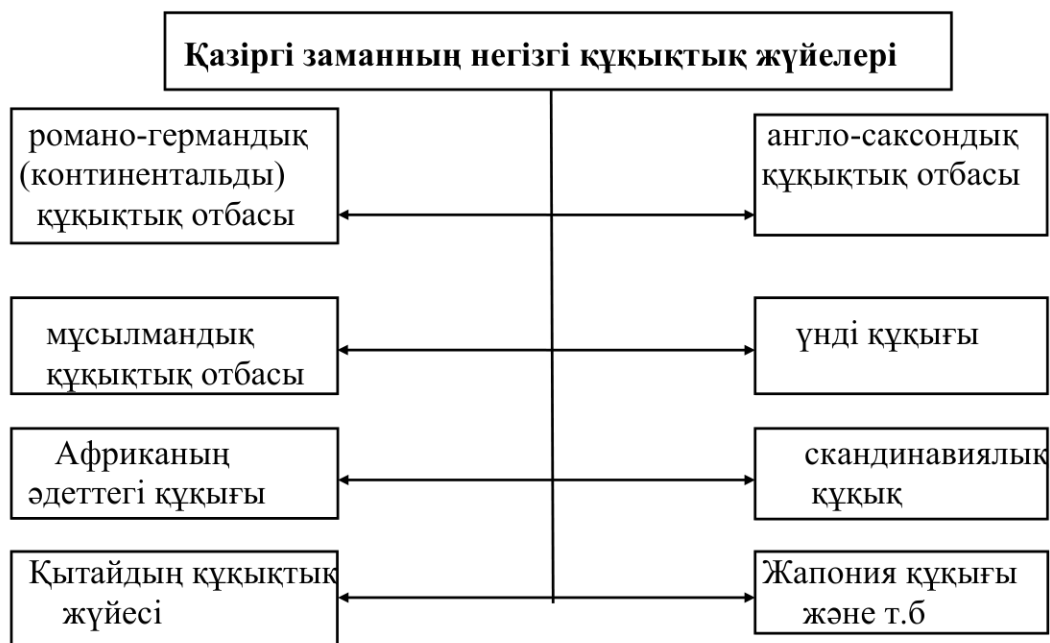 Қазіргі заманның негізгі құқықтық жүйелері
романо-германдық
(континентальды)
құқықтық отбасы
англо-саксондық
құқықтық отбасы
мұсылмандық
құқықтық отбасы
үнді құқығы
Африканың
әдеттегі құқығы
скандинавиялық
құқық
Қытайдың құқықтық
жүйесі
Жапония құқығы
және т.б